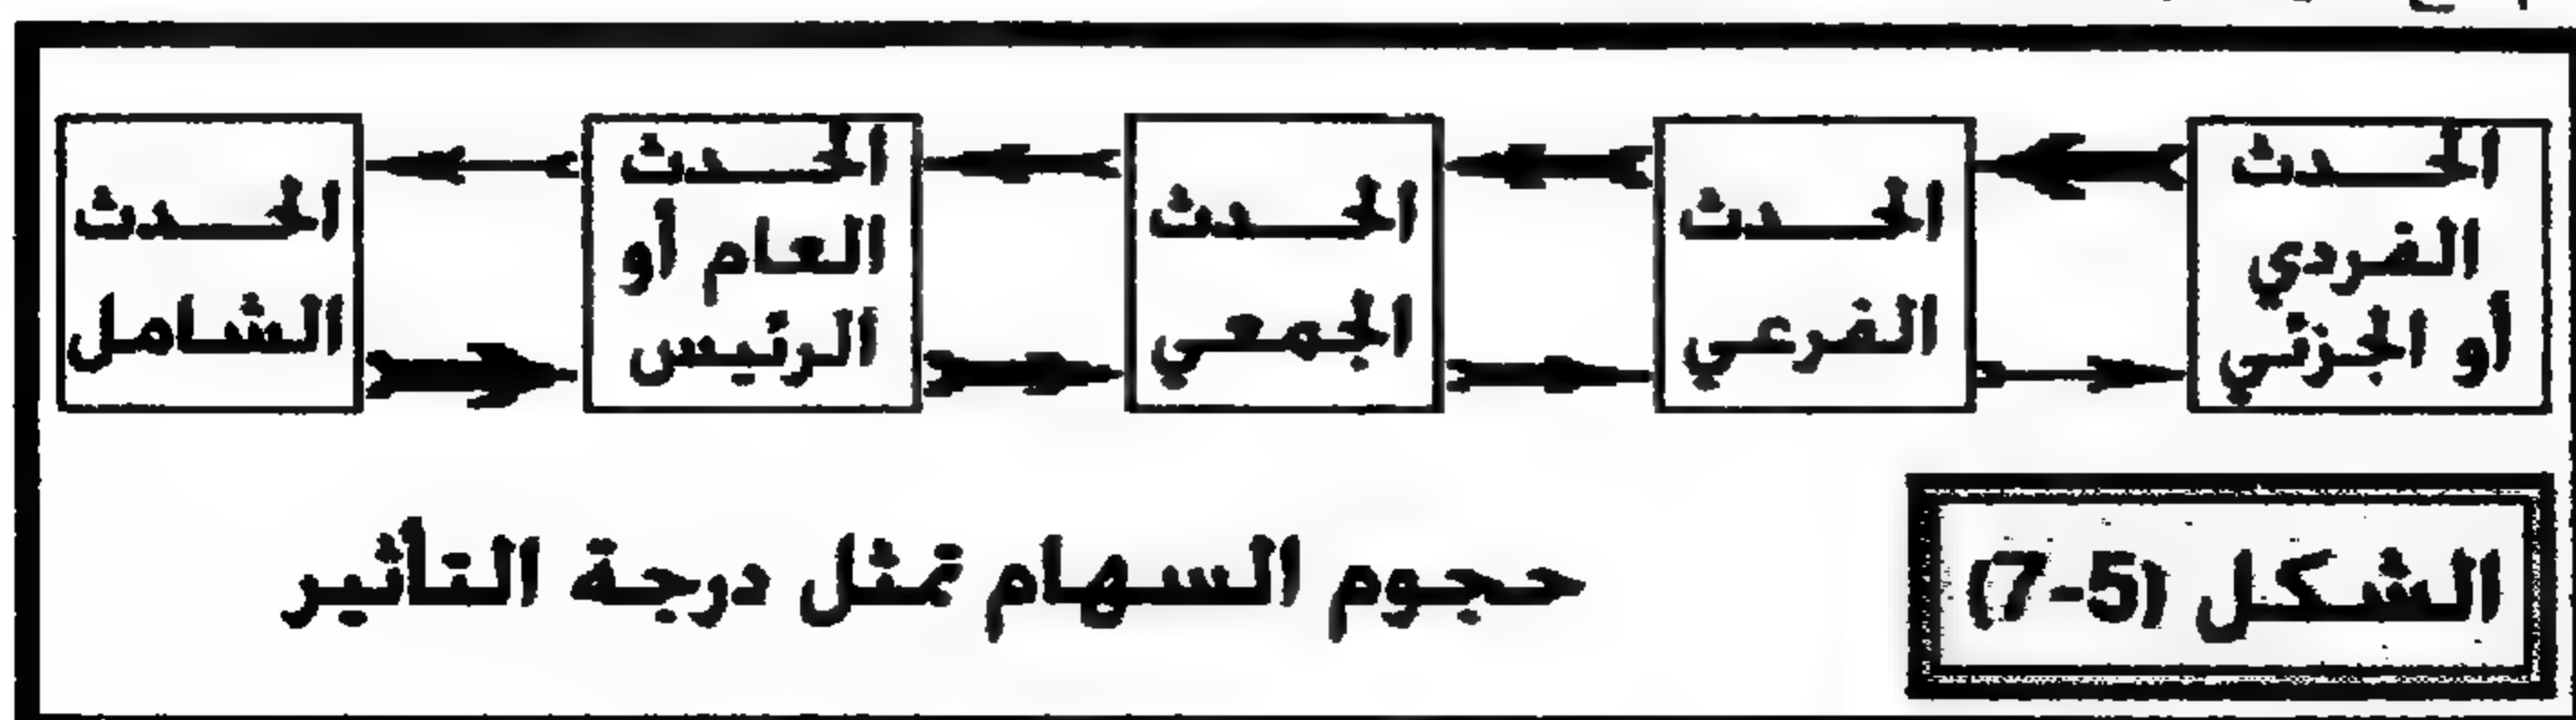 الحدث
الفردي
أو الجزئي
الحدث
الفرعي
الحدث
الجمعي
الحدث
العام أو
الرئيس
الحدث
الشامل
الشكل (5-7)
حجوم السهام تمثل درجة التأثير